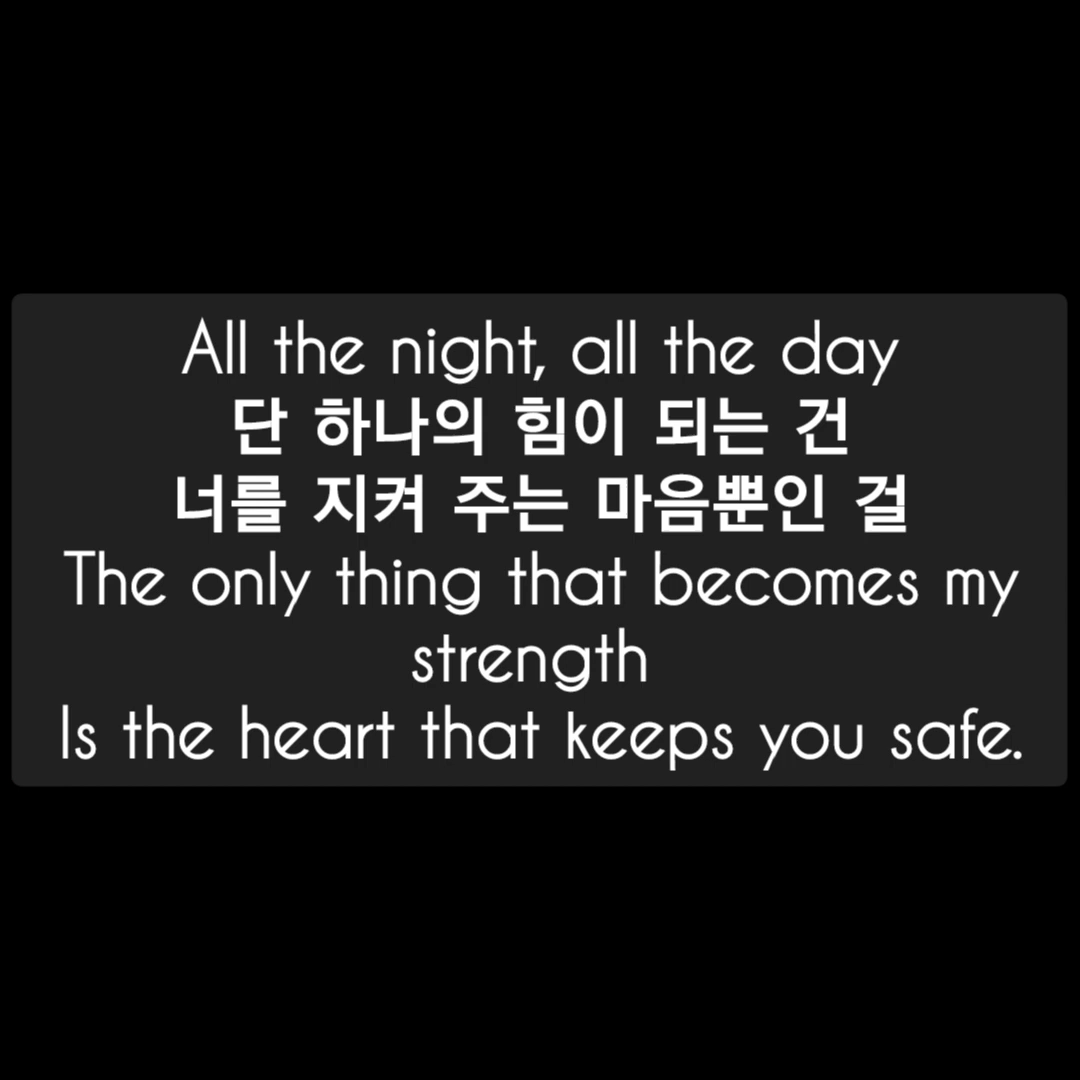 All the night, all the day
단 하나의 힘이 되는 건
너를 지켜 주는 마음뿐인 걸
The only thing that becomes my
strength
Is the heart that keeps you safe.